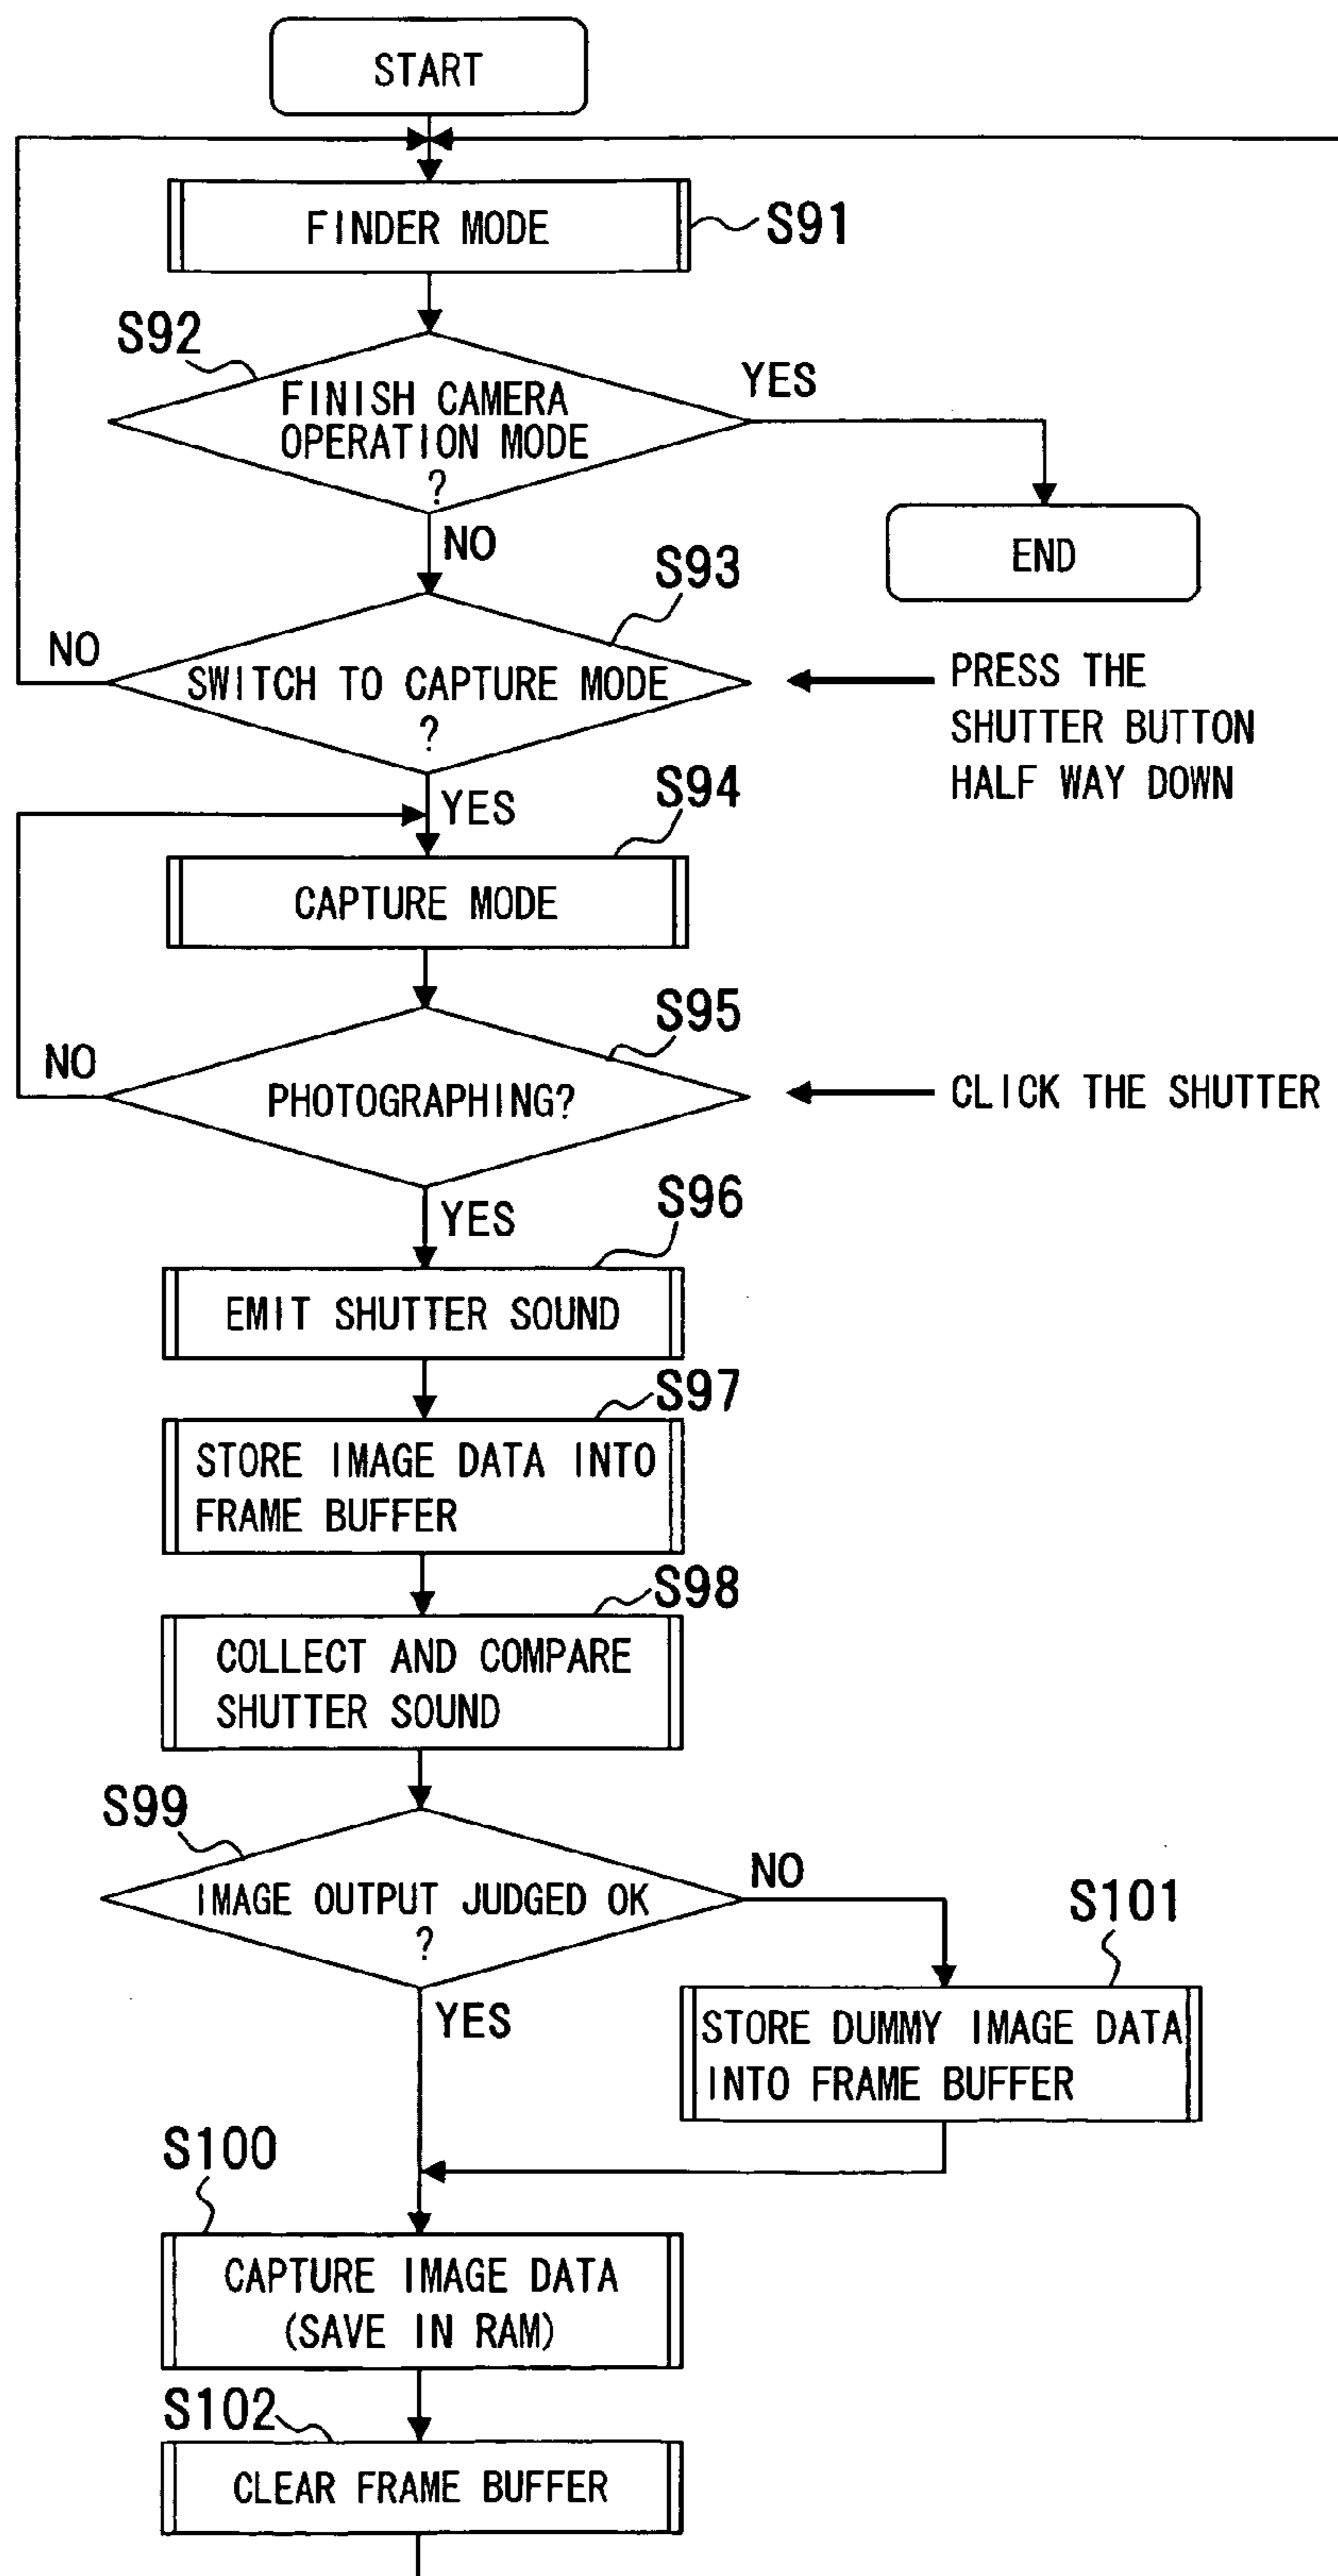 START
FINDER MODE
S91
S92
FINISH CAMERA
OPERATION MODE
?
YES
END
NO
S93
NO
SWITCH TO CAPTURE MODE
?
PRESS THE
SHUTTER BUTTON
HALF WAY DOWN
YES
S94
CAPTURE MODE
S95
NO
PHOTOGRAPHING?
CLICK THE SHUTTER
YES
S96
EMIT SHUTTER SOUND
S97
STORE IMAGE DATA INTO
FRAME BUFFER
S98
COLLECT AND COMPARE
SHUTTER SOUND
S99
IMAGE OUTPUT JUDGED OK
?
NO
S101
YES
STORE DUMMY IMAGE DATA
INTO FRAME BUFFER
S100
CAPTURE IMAGE DATA
(SAVE IN RAM)
S102
CLEAR FRAME BUFFER